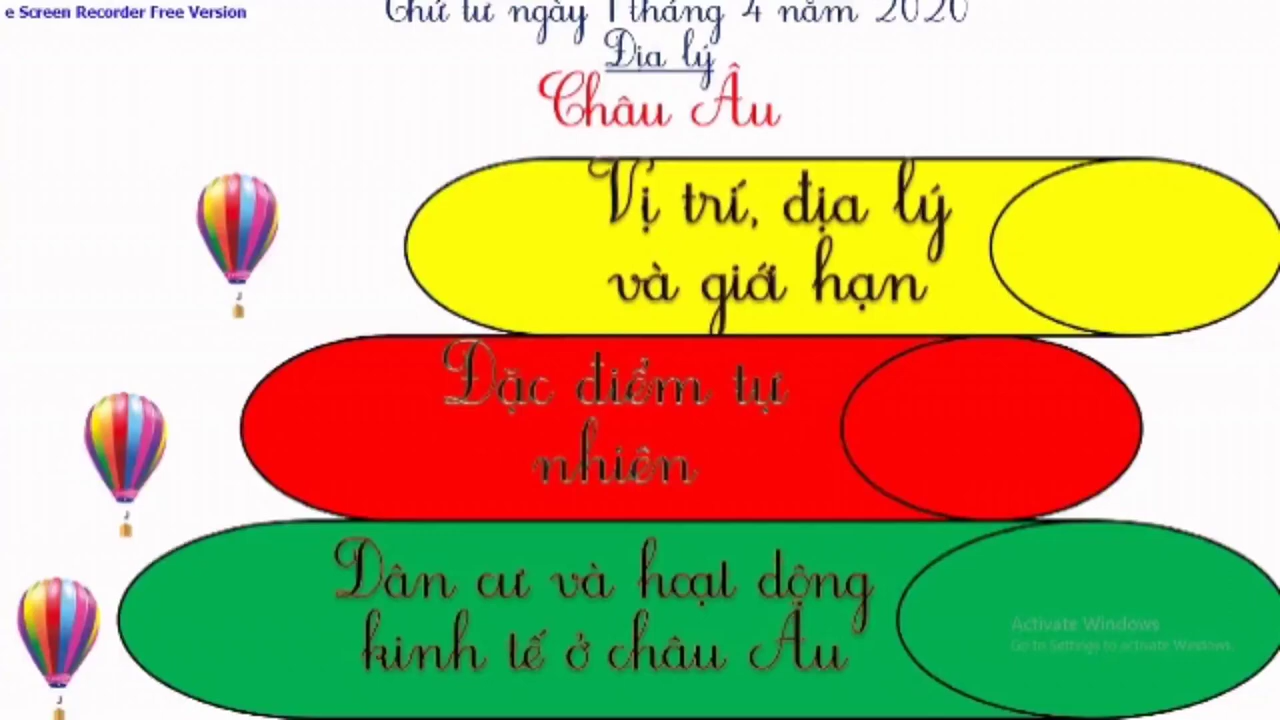 e Screen Recorder Free Version
Thứ tư ngày 1 tháng 4 năm 2020
Địa lý
Châu Âu
Vị trí, địa lý
và giới hạn
Đặc điểm tự
nhiên
Dân cư và hoạt động
kinh tế ở châu Âu
Activate Windows
Go to Settings to activate Windows.